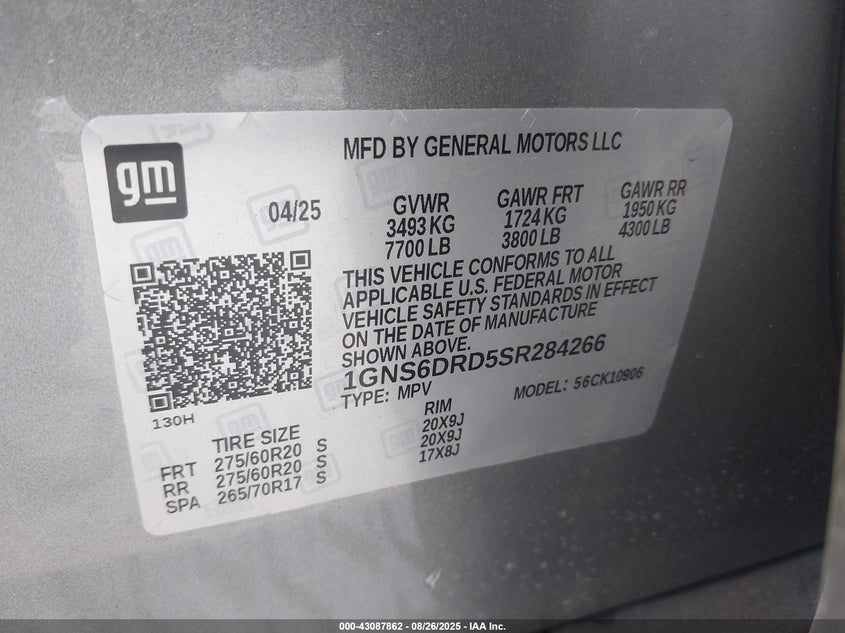 gm
MFD BY GENERAL MOTORS LLC
04/25
GVWR
3493 KG
7700 LB
GAWR FRT
1724 KG
3800 LB
GAWR RR
1950 KG
4300 LB
THIS VEHICLE CONFORMS TO ALL
APPLICABLE U.S. FEDERAL MOTOR
VEHICLE SAFETY STANDARDS IN EFFECT
ON THE DATE OF MANUFACTURE
SHOWN ABOVE.
1GNS6DRD5SR284266
TYPE: MPV
MODEL: 56CK10906
130H
TIRE SIZE RIM
FRT 275/60R20 S 20X9J
RR 275/60R20 S 20X9J
SPA 265/70R17 S 17X8J
000-43087862 - 08/26/2025 - IAA Inc.